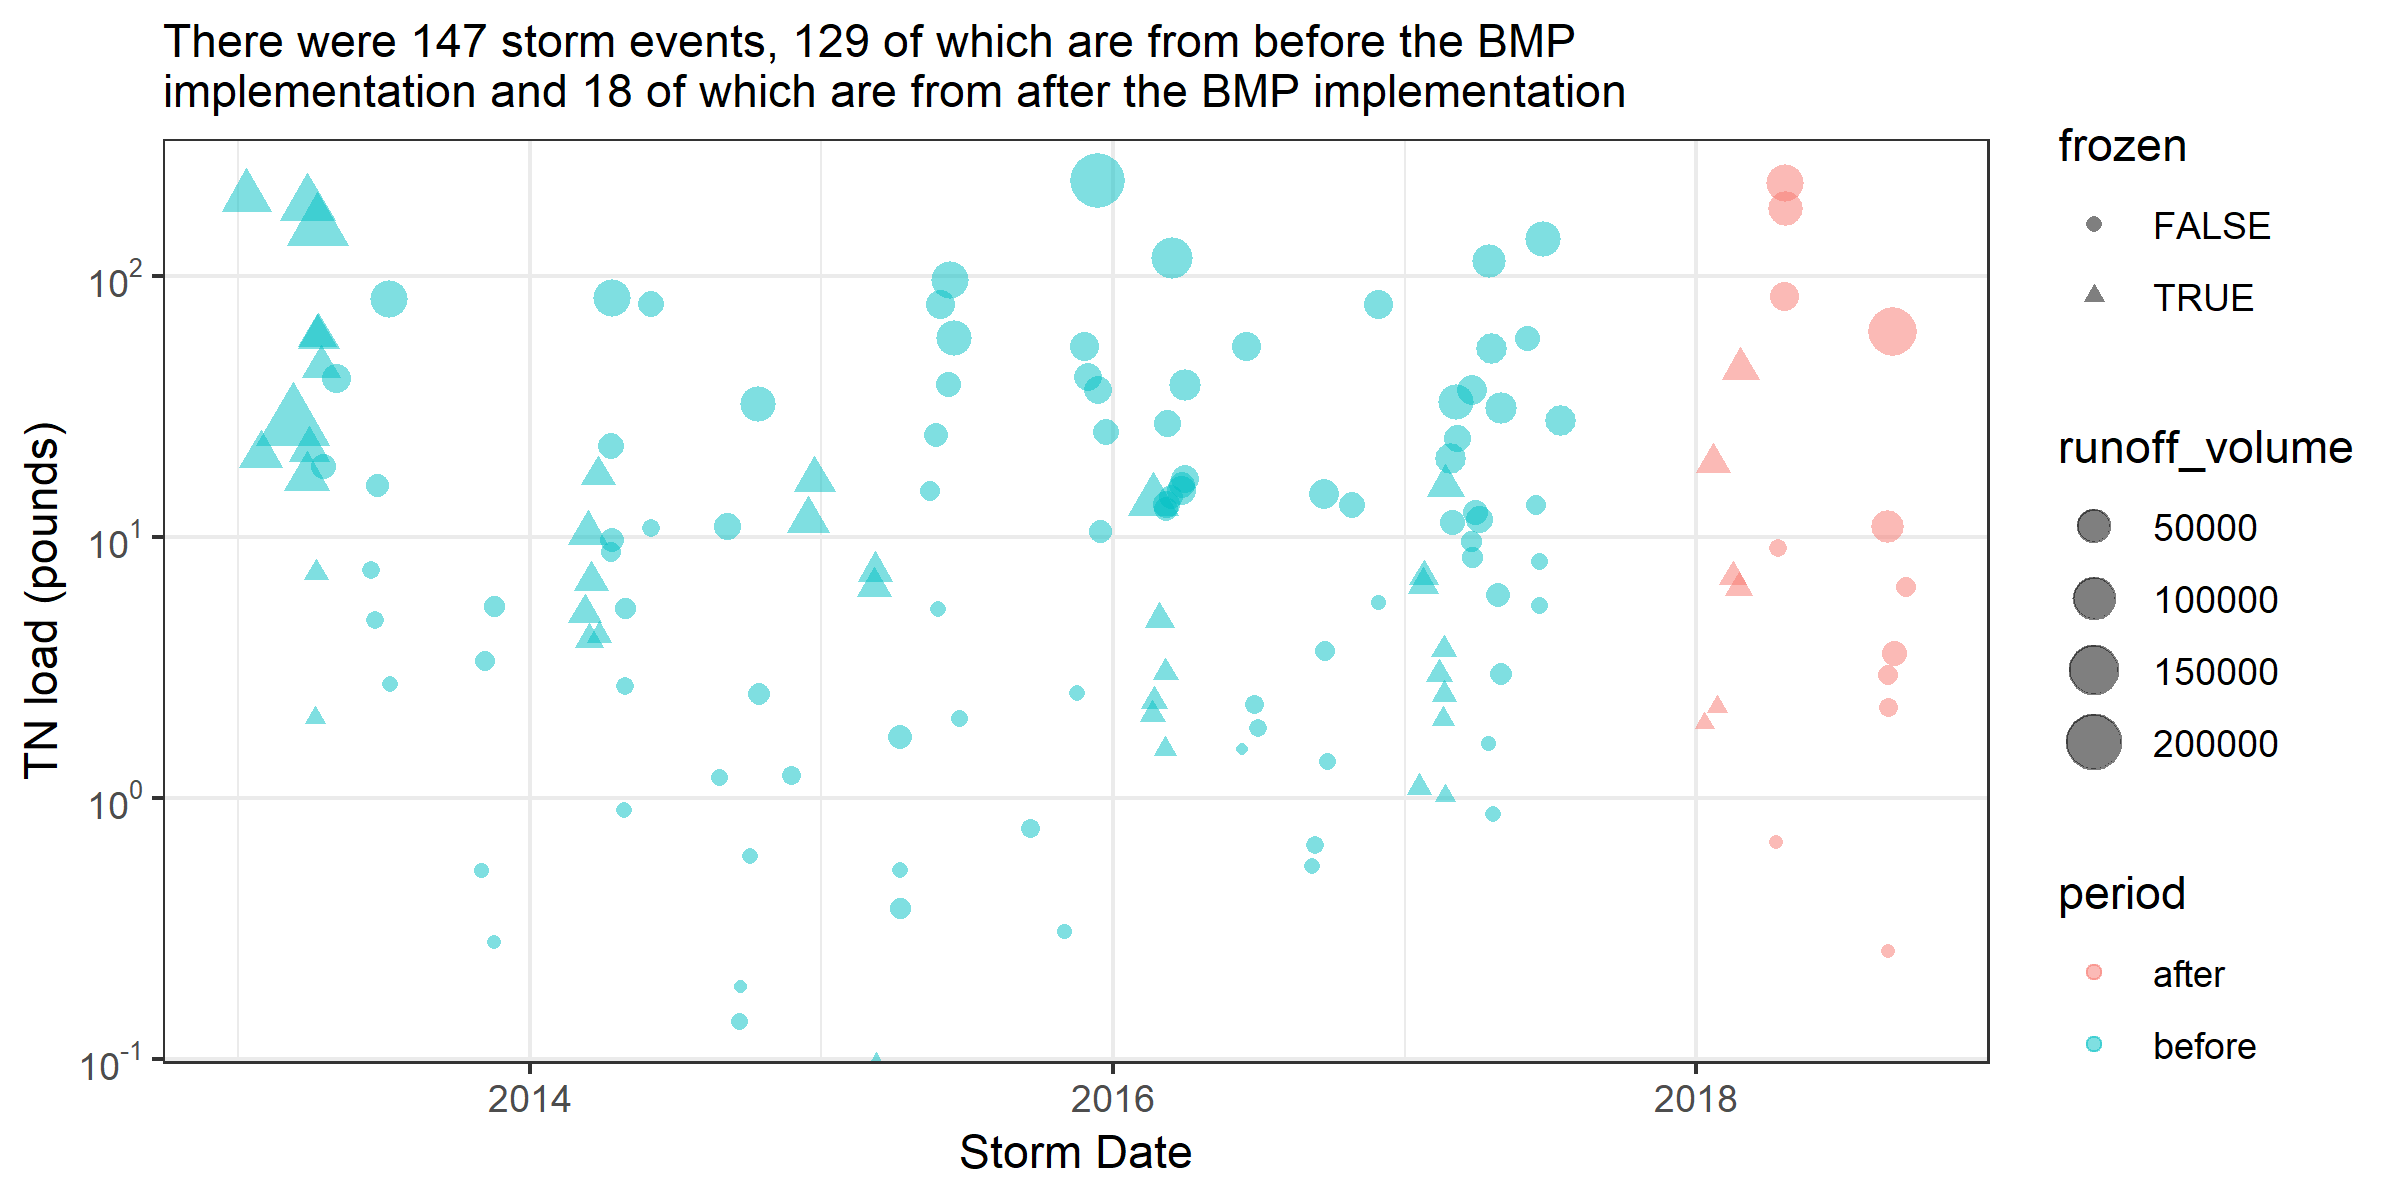 There were 147 storm events, 129 of which are from before the BMP
implementation and 18 of which are from after the BMP implementation
TN load (pounds)
10²
10¹
10⁰
10⁻¹
2014
2016
2018
Storm Date
frozen
FALSE
TRUE
runoff_volume
50000
100000
150000
200000
period
after
before